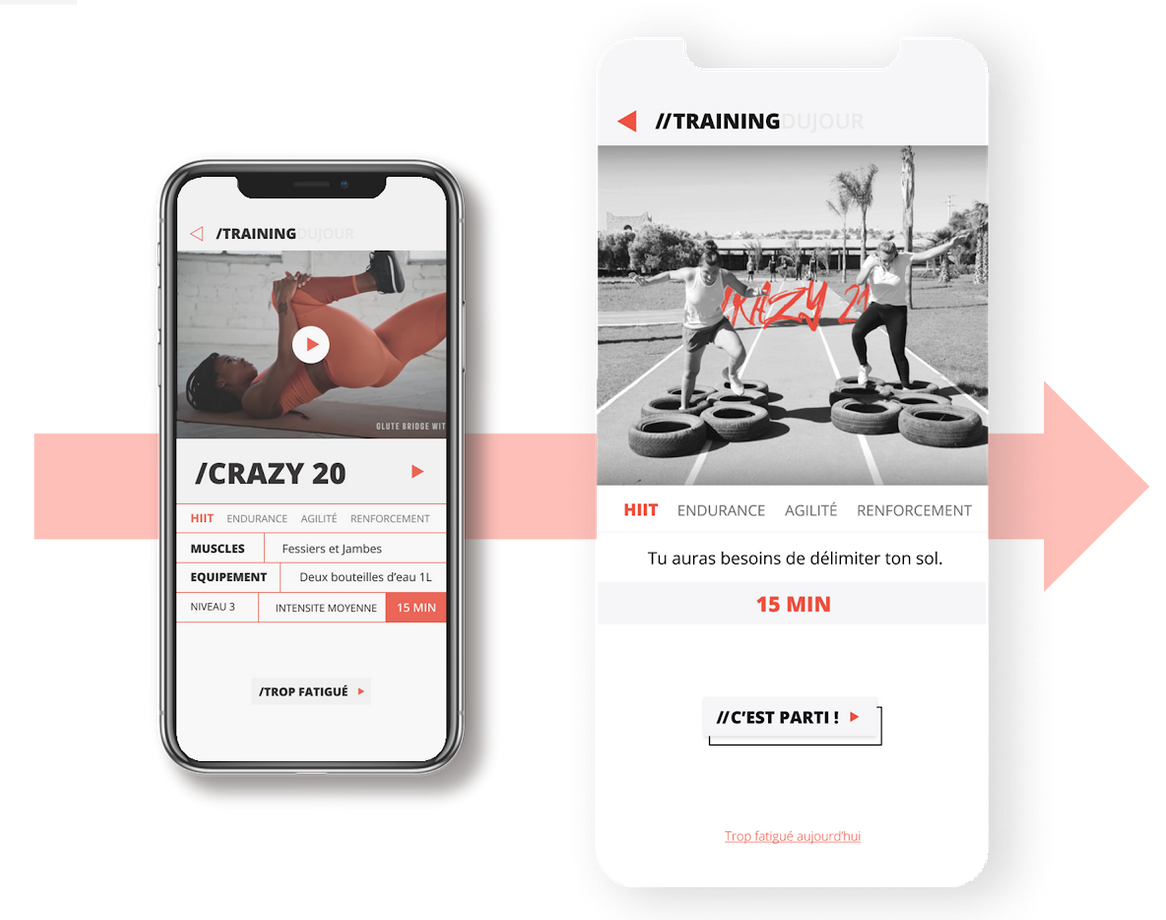 /TRAININGDUJOUR
GLUTE BRIDGE WIT
/CRAZY 20
HIIT ENDURANCE AGILITÉ RENFORCEMENT
MUSCLES Fessiers et Jambes
EQUIPEMENT Deux bouteilles d'eau 1L
NIVEAU 3 INTENSITE MOYENNE 15 MIN
/TROP FATIGUÉ
//TRAININGDUJOUR
CRAZY 21
HIIT ENDURANCE AGILITÉ RENFORCEMENT
Tu auras besoins de délimiter ton sol.
15 MIN
//C'EST PARTI !
Trop fatigué aujourd'hui